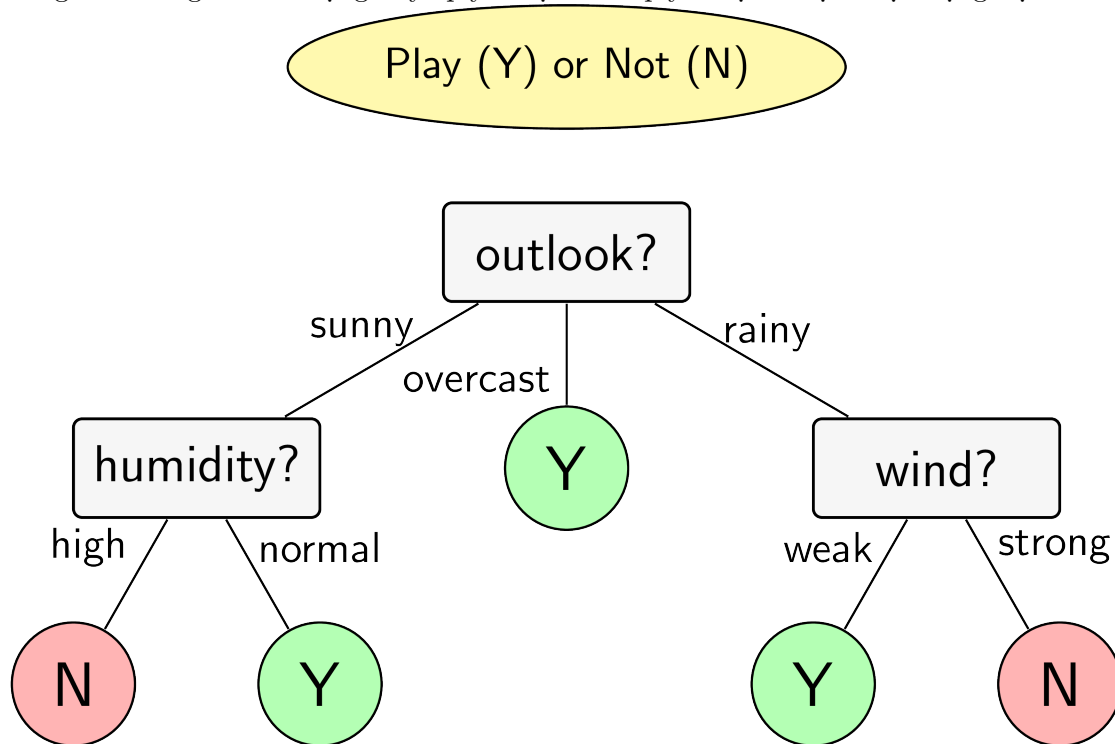 Play (Y) or Not (N)
outlook?
sunny
overcast
rainy
humidity?
Y
wind?
high
normal
weak
strong
N
Y
Y
N